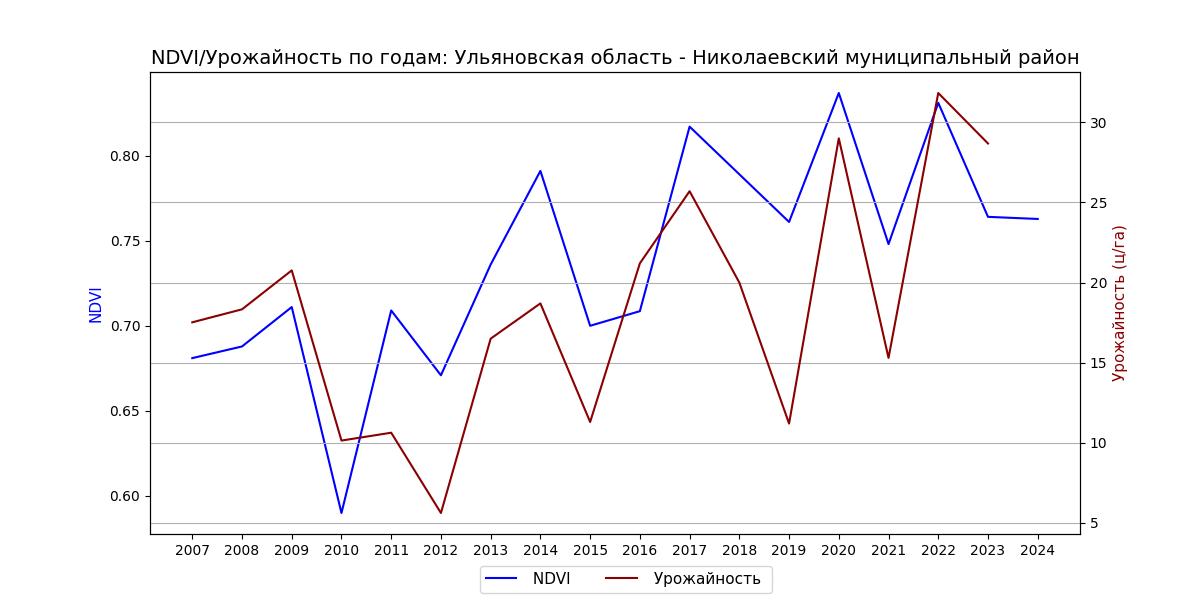 NDVI/Урожайность по годам: Ульяновская область - Николаевский муниципальный район
0.80
0.75
0.70
0.65
0.60
NDVI
30
25
20
15
10
5
Урожайность (ц/га)
2007 2008 2009 2010 2011 2012 2013 2014 2015 2016 2017 2018 2019 2020 2021 2022 2023 2024
NDVI Урожайность